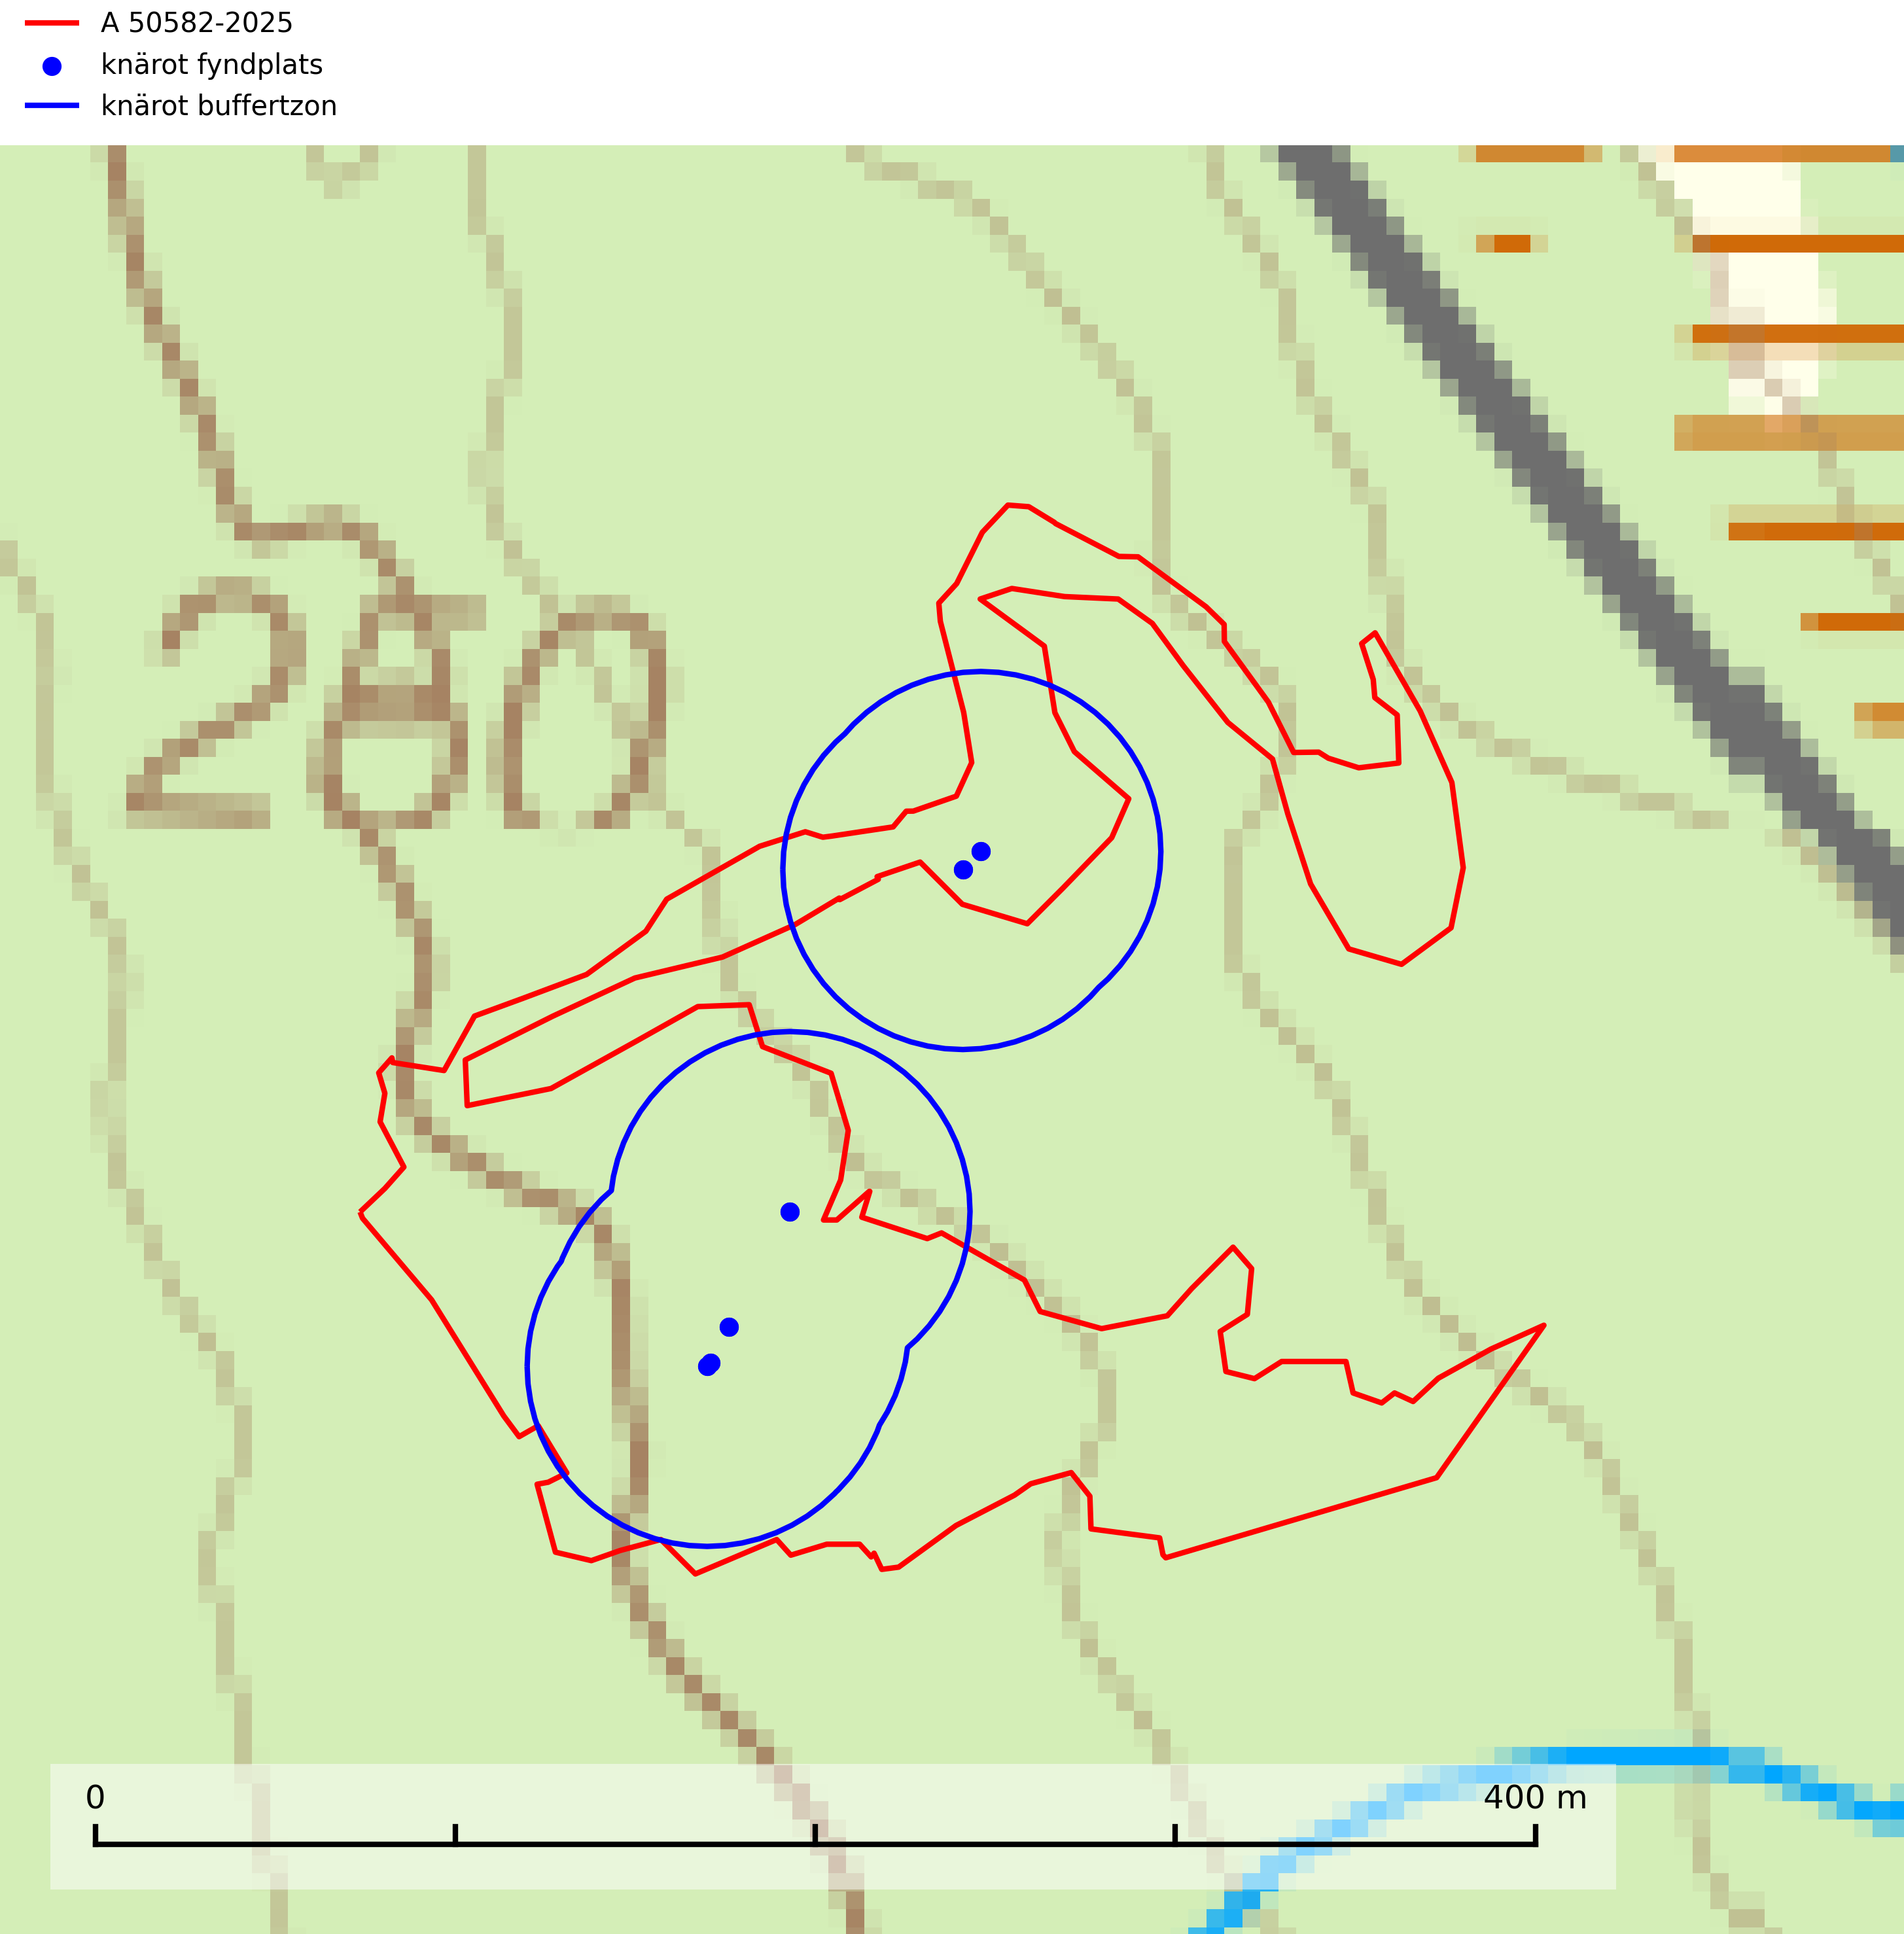 A 50582-2025
knärot fyndplats
knärot buffertzon
280
0
400 m